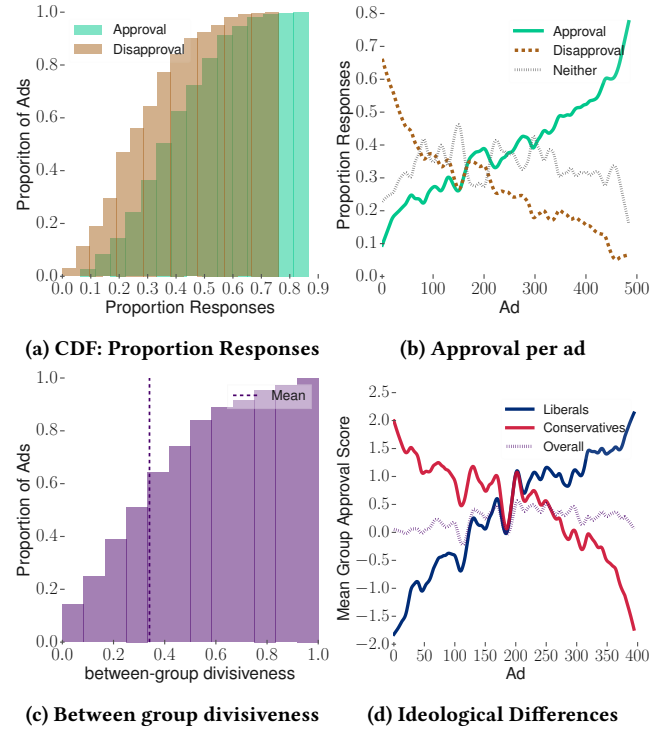 Approval
Disapproval
Proportion of Ads
1.0
0.8
0.6
0.4
0.2
0.0
0.0 0.1 0.2 0.3 0.4 0.5 0.6 0.7 0.8 0.9
Proportion Responses
(a) CDF: Proportion Responses
Approval
Disapproval
Neither
Proportion Responses
0.8
0.7
0.6
0.5
0.4
0.3
0.2
0.1
0.0
0 100 200 300 400 500
Ad
(b) Approval per ad
Mean
Proportion of Ads
1.0
0.8
0.6
0.4
0.2
0.0
0.0 0.2 0.4 0.6 0.8 1.0
between-group divisiveness
(c) Between group divisiveness
Liberals
Conservatives
Overall
Mean Group Approval Score
2.5
2.0
1.5
1.0
0.5
0.0
−0.5
−1.0
−1.5
−2.0
0 50 100 150 200 250 300 350 400
Ad
(d) Ideological Differences